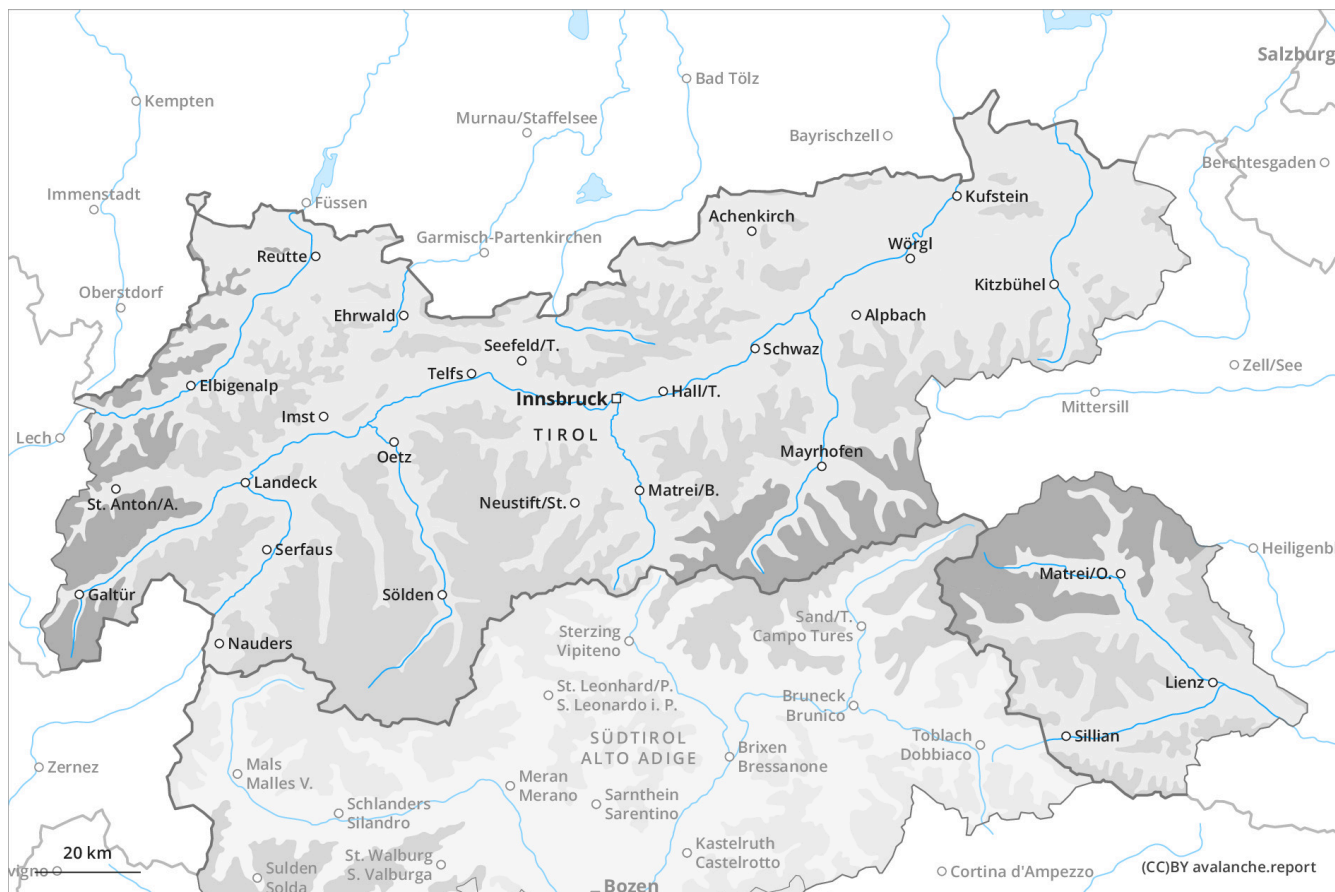 Salzburg
Bad Tölz
Kempten
Murnau/Staffelsee
Bayrischzell
Berchtesgaden
Immenstadt
Füssen
Kufstein
Achenkirch
Garmisch-Partenkirchen
Wörgl
Reutte
Kitzbühel
Oberstdorf
Ehrwald
Alpbach
Seefeld/T.
Schwaz
Telfs
Zell/See
Elbigenalp
Hall/T.
Innsbruck
Mittersill
Imst
Lech
TIROL
Oetz
Mayrhofen
Landeck
Matrei/B.
St. Anton/A.
Neustift/St.
Serfaus
Heiligenb
Matrei/O.
Galtür
Sölden
Sand/T.
Campo Tures
Sterzing
Vipiteno
Nauders
Lienz
St. Leonhard/P.
S. Leonardo i. P.
Bruneck
Brunico
SÜDTIROL
ALTO ADIGE
Toblach
Dobbiaco
Sillian
Brixen
Bressanone
Zernez
Mals
Malles V.
Meran
Merano
Schlanders
Silandro
Sarnthein
Sarentino
Kastelruth
Castelrotto
20 km
St. Walburg
S. Valburga
vigno
Sulden
Solda
Cortina d'Ampezzo
(CC)BY avalanche.report
Bozen